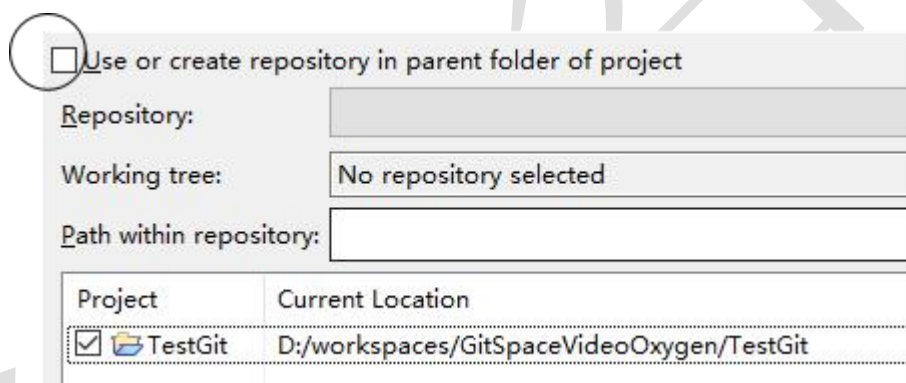 Use or create repository in parent folder of project
Repository:
Working tree: No repository selected
Path within repository:
Project Current Location
TestGit D:/workspaces/GitSpaceVideoOxygen/TestGit